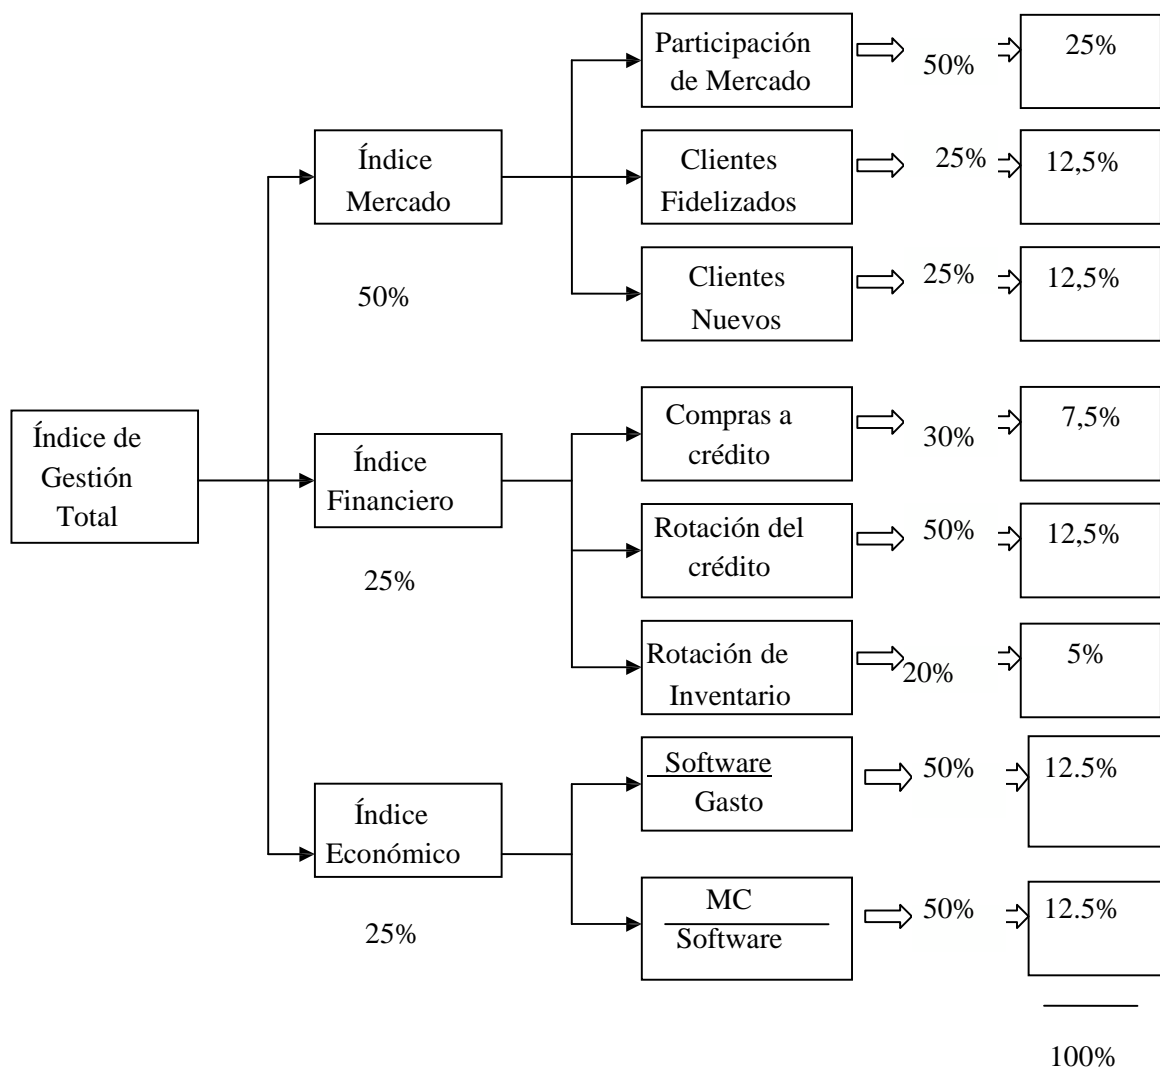 Participación
de Mercado
50%
25%
Índice
Mercado
50%
Clientes
Fidelizados
25%
12,5%
Clientes
Nuevos
25%
12,5%
Índice de
Gestión
Total
Índice
Financiero
25%
Compras a
crédito
30%
7,5%
Rotación del
crédito
50%
12,5%
Rotación de
Inventario
20%
5%
Índice
Económico
25%
Software
Gasto
50%
12.5%
MC
Software
50%
12.5%
100%